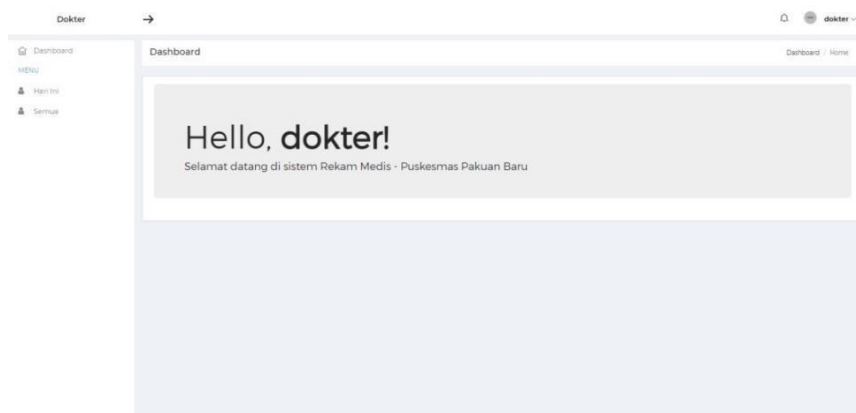 Dokter
dokter
Dashboard
MENU
Hari Ini
Semua
Dashboard
Dashboard / Home
Hello, dokter!
Selamat datang di sistem Rekam Medis - Puskesmas Pakuan Baru